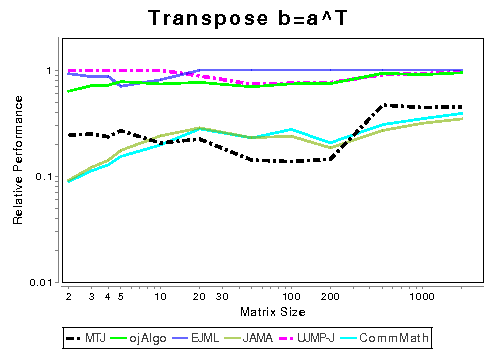 Transpose b=a^T
Relative Performance
1
0.1
0.01
2 3 4 5 10 20 30 100 200 1000
Matrix Size
MTJ ojAlgo EJML JAMA UJMP-J CommMath